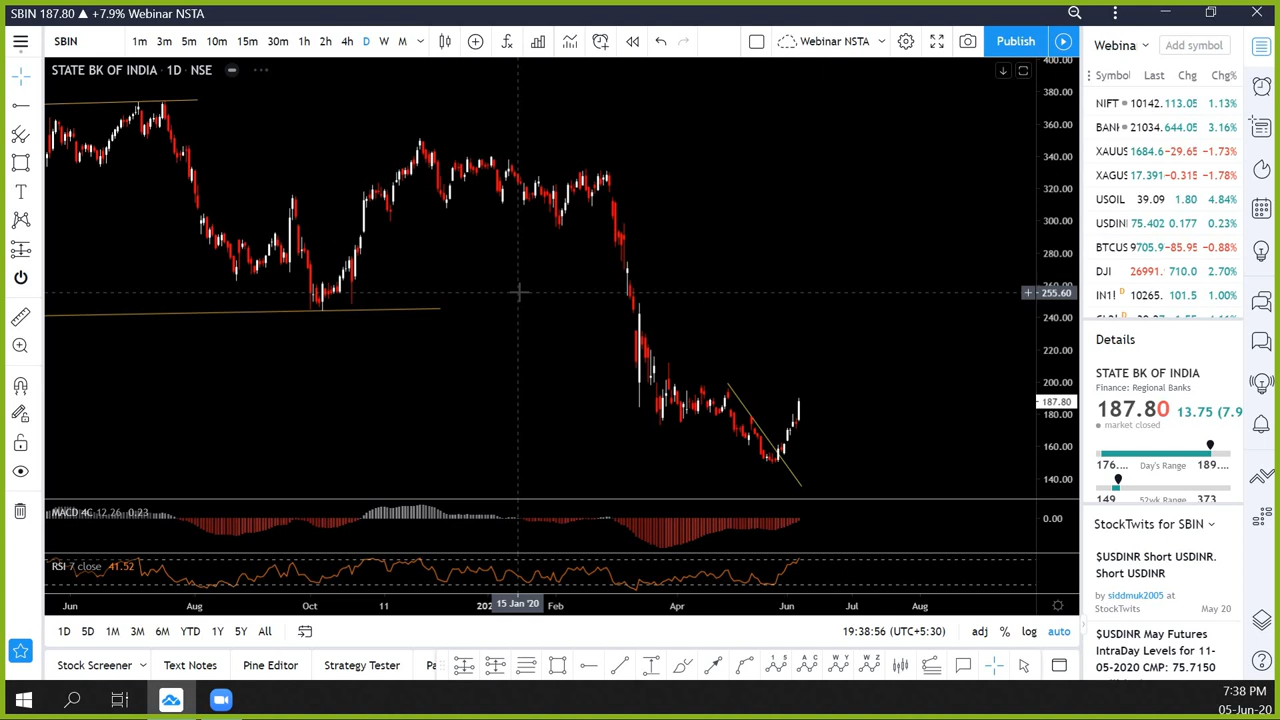 SBIN 187.80 ▲ +7.9% Webinar NSTA
SBIN 1m 3m 5m 10m 15m 30m 1h 2h 4h D W M Webinar NSTA Publish
STATE BK OF INDIA · 1D · NSE
400.00
380.00
360.00
340.00
320.00
300.00
280.00
260.00
255.60
240.00
220.00
200.00
187.80
180.00
160.00
140.00
MACD 4C 12,26 0.23
0.00
RSI 7 close 41.52
Jun Aug Oct 11 202 15 Jan '20 Feb Apr Jun Jul Aug
1D 5D 1M 3M 6M YTD 1Y 5Y All
19:38:56 (UTC+5:30) adj % log auto
Stock Screener Text Notes Pine Editor Strategy Tester Pa
Webina Add symbol
Symbol Last Chg Chg%
NIFT 10142. 113.05 1.13%
BANK 21034. 644.05 3.16%
XAUUS 1684.6 -29.65 -1.73%
XAGUS 17.391 -0.315 -1.78%
USOIL 39.09 1.80 4.84%
USDIN 75.402 0.177 0.23%
BTCUS 9705.9 -85.95 -0.88%
DJI 26991. 710.0 2.70%
IN1! D 10265. 101.5 1.00%
Details
STATE BANK OF INDIA
Finance: Regional Banks
187.80 13.75 (7.9
market closed
176.... Day's Range 189....
149 52wk Range 373
StockTwits for SBIN
$USDINR Short USDINR.
Short USDINR
by siddmuk2005 at
StockTwits May 20
$USDINR May Futures
IntraDay Levels for 11-
05-2020 CMP: 75.7150
7:38 PM
05-Jun-20